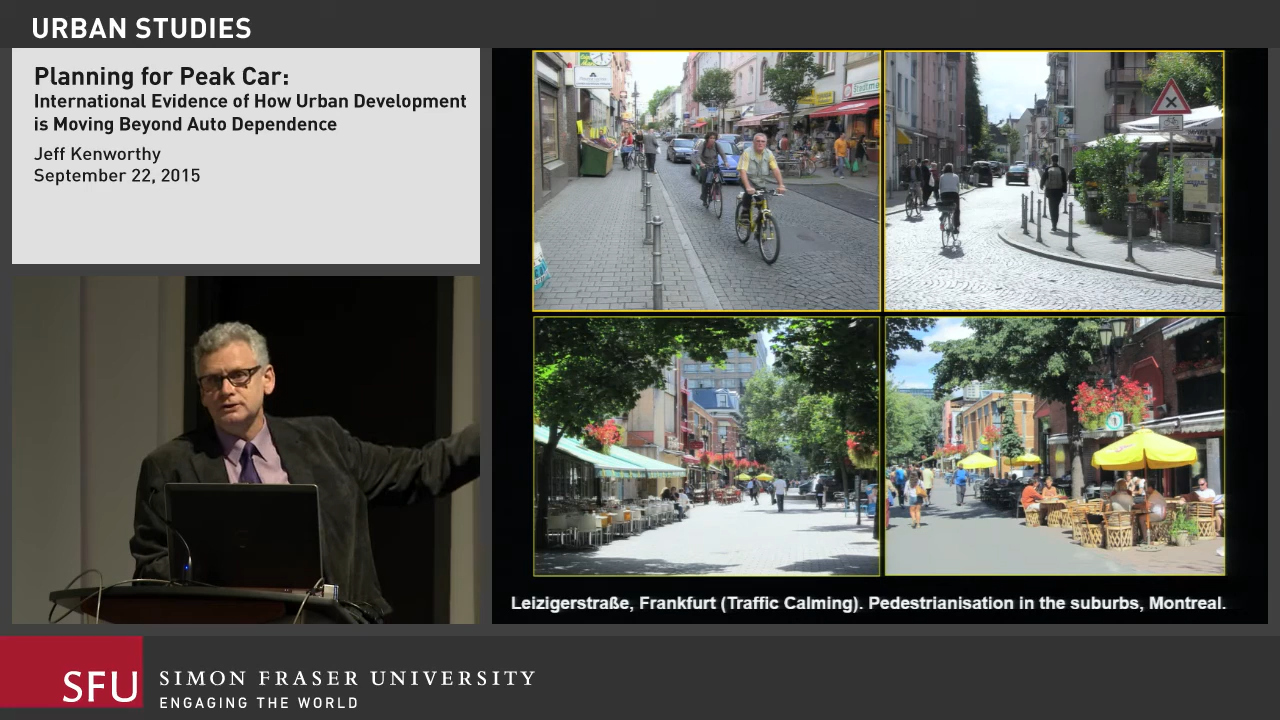 URBAN STUDIES
Planning for Peak Car:
International Evidence of How Urban Development
is Moving Beyond Auto Dependence
Jeff Kenworthy
September 22, 2015
Leizigerstraße, Frankfurt (Traffic Calming). Pedestrianisation in the suburbs, Montreal.
SFU
SIMON FRASER UNIVERSITY
ENGAGING THE WORLD